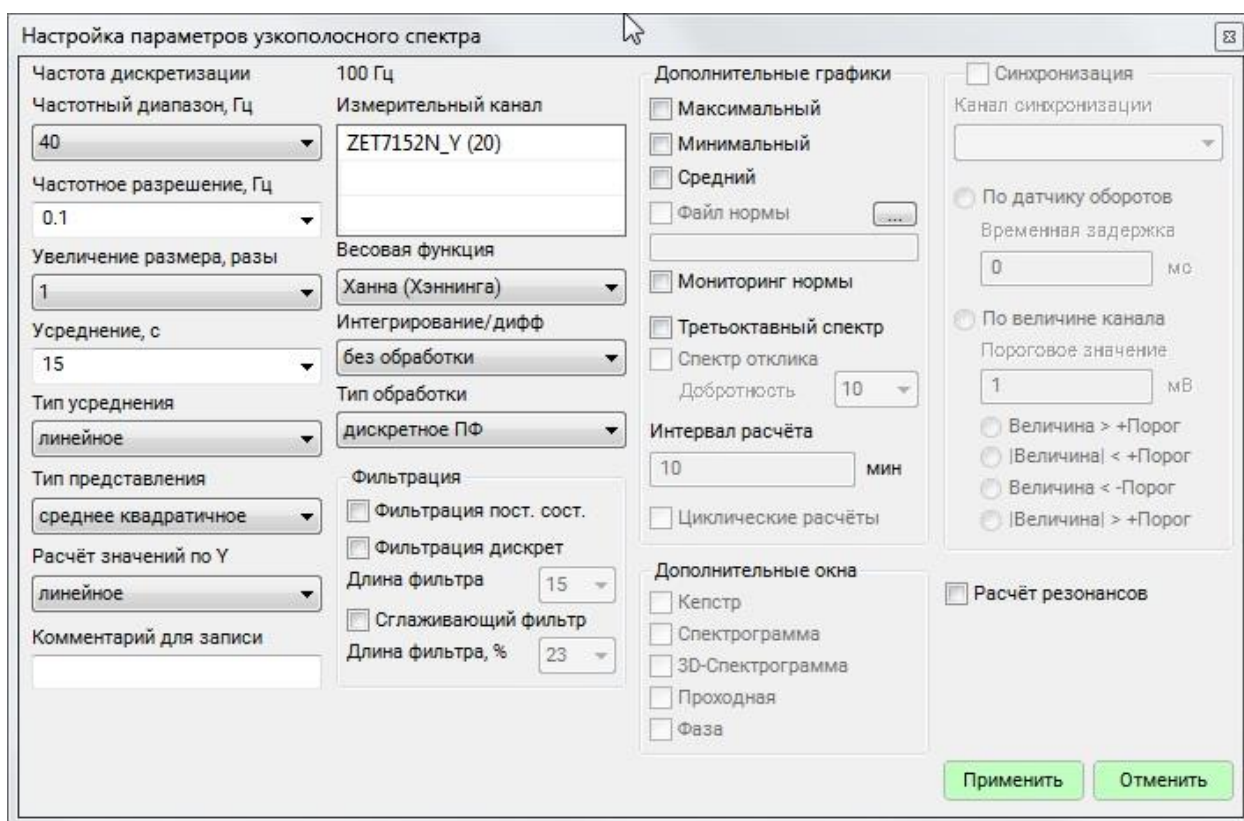 Настройка параметров узкополосного спектра
Частота дискретизации
100 Гц
Частотный диапазон, Гц
40
Частотное разрешение, Гц
0.1
Увеличение размера, разы
1
Усреднение, с
15
Тип усреднения
линейное
Тип представления
среднее квадратичное
Расчёт значений по Y
линейное
Комментарий для записи
Измерительный канал
ZET7152N_Y (20)
Весовая функция
Ханна (Хэннинга)
Интегрирование/дифф
без обработки
Тип обработки
дискретное ПФ
Фильтрация
Фильтрация пост. сост.
Фильтрация дискрет
Длина фильтра
15
Сглаживающий фильтр
Длина фильтра, %
23
Дополнительные графики
Максимальный
Минимальный
Средний
Файл нормы
...
Мониторинг нормы
Третьоктавный спектр
Спектр отклика
Добротность
10
Интервал расчёта
10
мин
Циклические расчёты
Дополнительные окна
Кепстр
Спектрограмма
3D-Спектрограмма
Проходная
Фаза
Синхронизация
Канал синхронизации
По датчику оборотов
Временная задержка
0
мс
По величине канала
Пороговое значение
1
мВ
Величина > +Порог
|Величина| < +Порог
Величина < -Порог
|Величина| > +Порог
Расчёт резонансов
Применить
Отменить